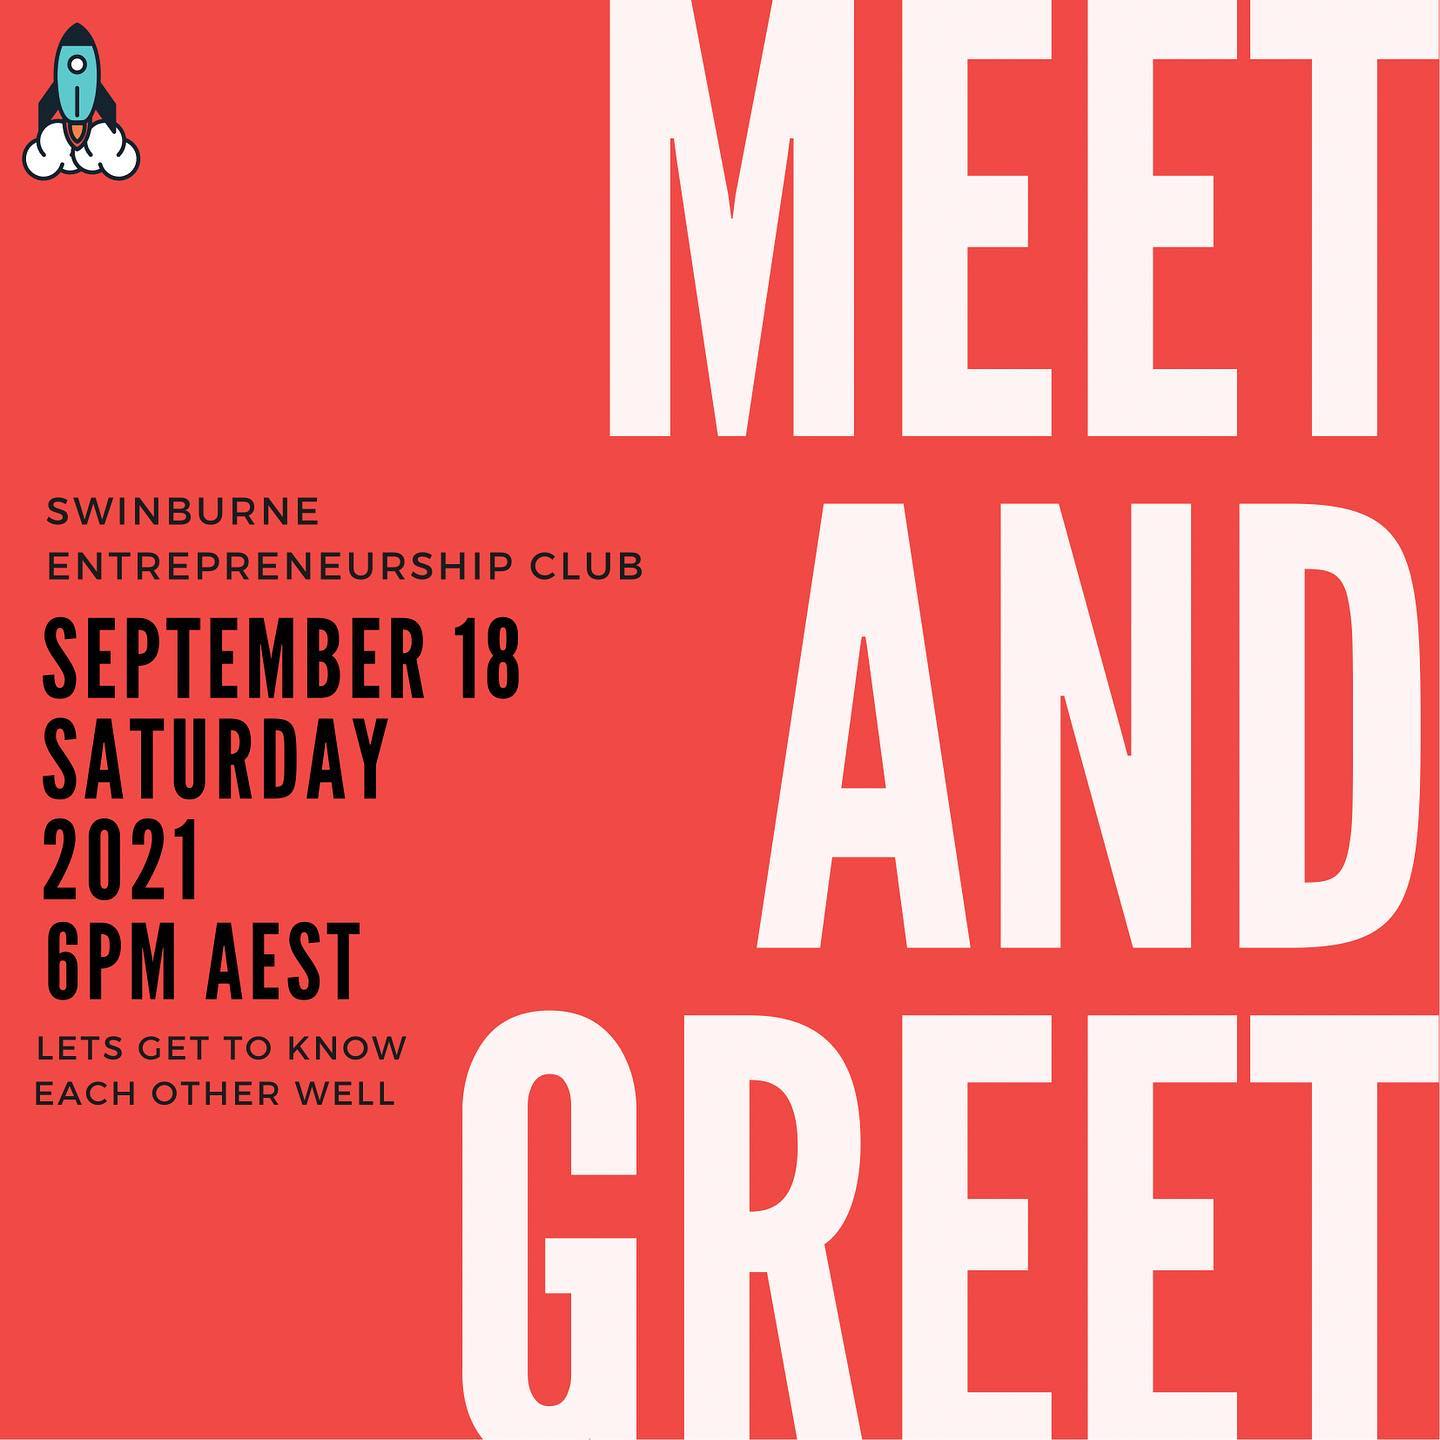 MEET
AND
GREET
SWINBURNE
ENTREPRENEURSHIP CLUB
SEPTEMBER 18
SATURDAY
2021
6PM AEST
LETS GET TO KNOW
EACH OTHER WELL